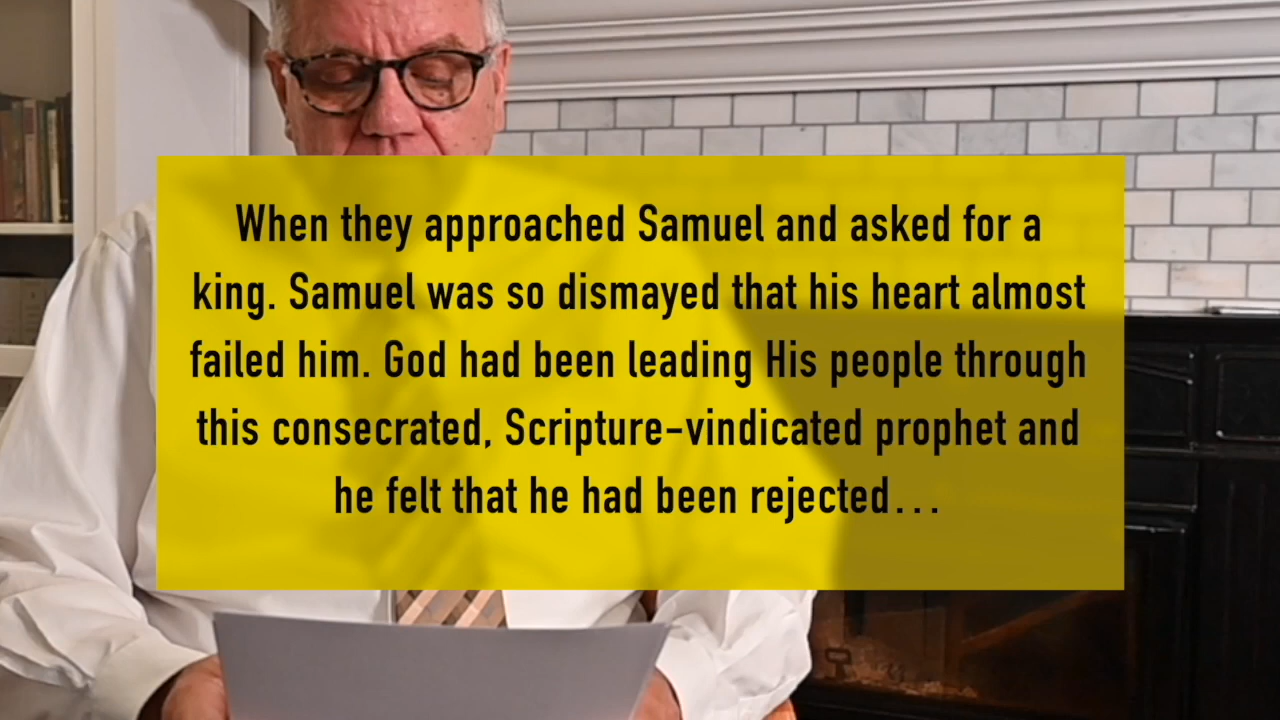 When they approached Samuel and asked for a
king. Samuel was so dismayed that his heart almost
failed him. God had been leading His people through
this consecrated, Scripture-vindicated prophet and
he felt that he had been rejected...